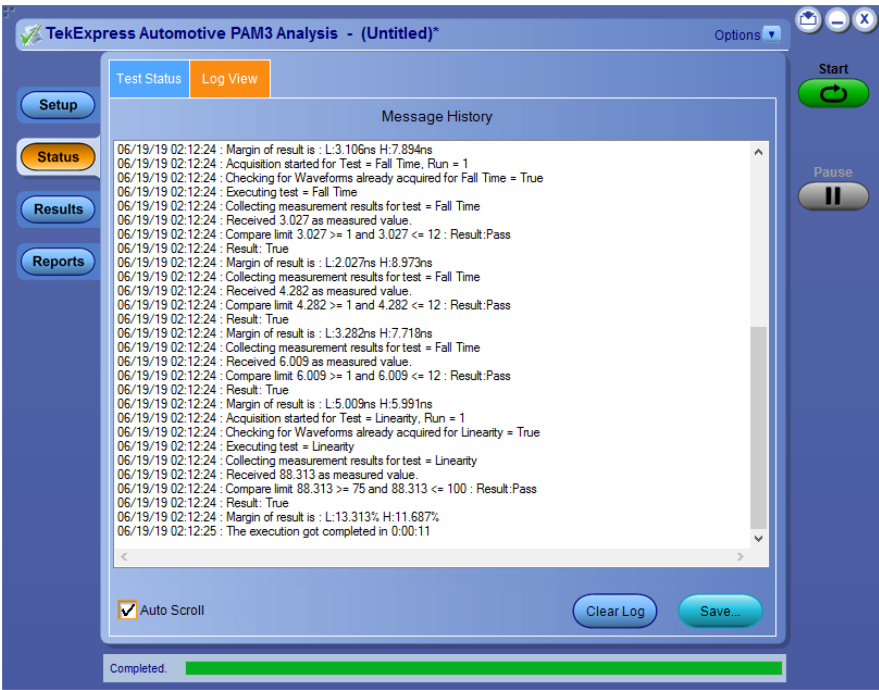 TekExpress Automotive PAM3 Analysis - (Untitled)*
Options
Start
Pause
Setup
Status
Results
Reports
Test Status
Log View
Message History
06/19/19 02:12:24 : Margin of result is : L:3.106ns H:7.894ns
06/19/19 02:12:24 : Acquisition started for Test = Fall Time, Run = 1
06/19/19 02:12:24 : Checking for Waveforms already acquired for Fall Time = True
06/19/19 02:12:24 : Executing test = Fall Time
06/19/19 02:12:24 : Collecting measurement results for test = Fall Time
06/19/19 02:12:24 : Received 3.027 as measured value.
06/19/19 02:12:24 : Compare limit 3.027 >= 1 and 3.027 <= 12 : Result:Pass
06/19/19 02:12:24 : Result: True
06/19/19 02:12:24 : Margin of result is : L:2.027ns H:8.973ns
06/19/19 02:12:24 : Collecting measurement results for test = Fall Time
06/19/19 02:12:24 : Received 4.282 as measured value.
06/19/19 02:12:24 : Compare limit 4.282 >= 1 and 4.282 <= 12 : Result:Pass
06/19/19 02:12:24 : Result: True
06/19/19 02:12:24 : Margin of result is : L:3.282ns H:7.718ns
06/19/19 02:12:24 : Collecting measurement results for test = Fall Time
06/19/19 02:12:24 : Received 6.009 as measured value.
06/19/19 02:12:24 : Compare limit 6.009 >= 1 and 6.009 <= 12 : Result:Pass
06/19/19 02:12:24 : Result: True
06/19/19 02:12:24 : Margin of result is : L:5.009ns H:5.991ns
06/19/19 02:12:24 : Acquisition started for Test = Linearity, Run = 1
06/19/19 02:12:24 : Checking for Waveforms already acquired for Linearity = True
06/19/19 02:12:24 : Executing test = Linearity
06/19/19 02:12:24 : Collecting measurement results for test = Linearity
06/19/19 02:12:24 : Received 88.313 as measured value.
06/19/19 02:12:24 : Compare limit 88.313 >= 75 and 88.313 <= 100 : Result:Pass
06/19/19 02:12:24 : Result: True
06/19/19 02:12:24 : Margin of result is : L:13.313% H:11.687%
06/19/19 02:12:25 : The execution got completed in 0:00:11
Auto Scroll
Clear Log
Save...
Completed.